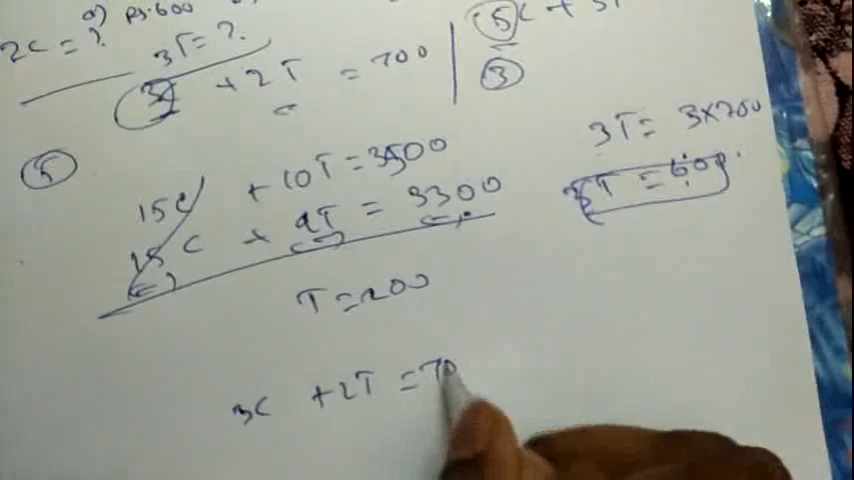 a) Rs.600
2C = ?
3T = ?
3C + 2T = 700
5C + 3T
3
5
15C + 10T = 3500
15C + 9T = 3300
T = 200
3T = 3×200
3T = 600
3C + 2T = 70